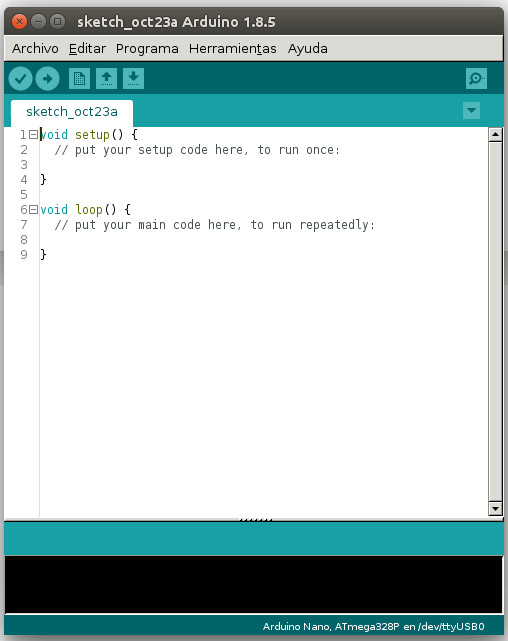 sketch_oct23a Arduino 1.8.5
Archivo Editar Programa Herramientas Ayuda
sketch_oct23a
1 void setup() {
2   // put your setup code here, to run once:
3
4 }
5
6 void loop() {
7   // put your main code here, to run repeatedly:
8
9 }
Arduino Nano, ATmega328P en /dev/ttyUSB0